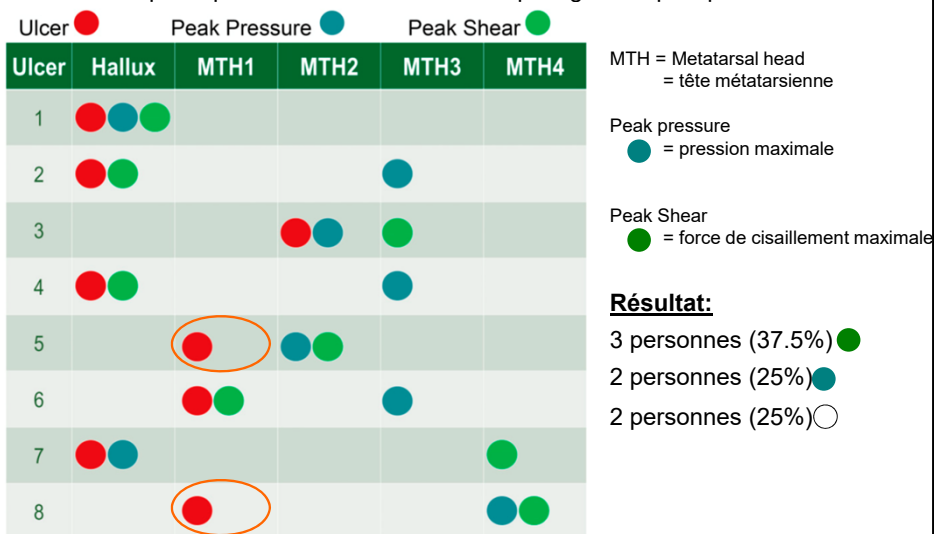 Ulcer Peak Pressure Peak Shear
Ulcer Hallux MTH1 MTH2 MTH3 MTH4
1
2
3
4
5
6
7
8
MTH = Metatarsal head
= tête métatarsienne
Peak pressure
= pression maximale
Peak Shear
= force de cisaillement maximale
Résultat:
3 personnes (37.5%)
2 personnes (25%)
2 personnes (25%)